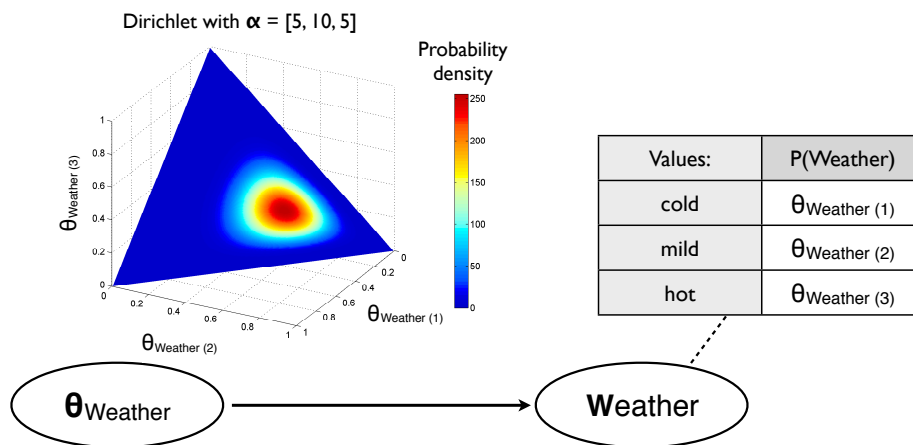 Dirichlet with α = [5, 10, 5]
Probability
density
250
200
150
100
50
0
1
0.8
0.6
0.4
0.2
0
θWeather (3)
0
0.2
0.4
0.6
0.8
1
θWeather (2)
0
0.2
0.4
0.6
0.8
1
θWeather (1)
Values: P(Weather)
cold θWeather (1)
mild θWeather (2)
hot θWeather (3)
θWeather
Weather